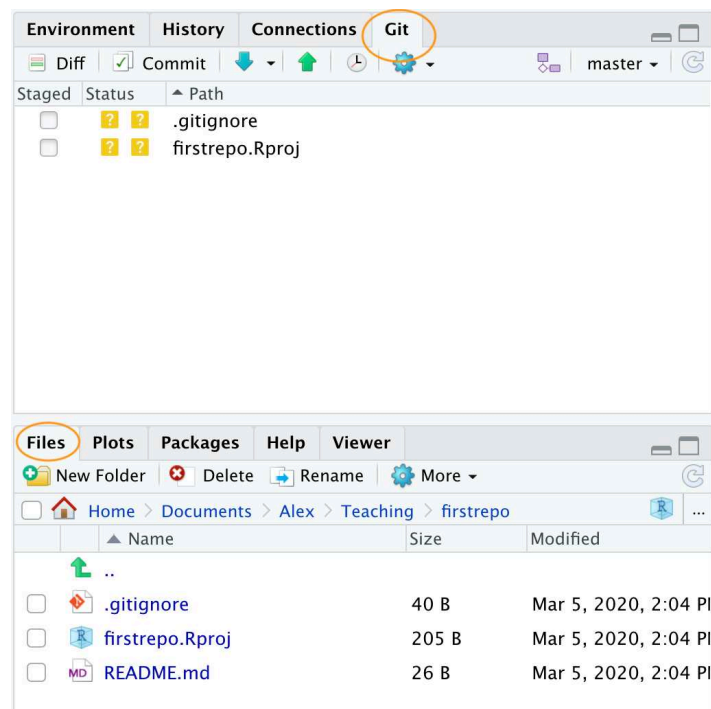 Environment History Connections Git
Diff Commit master
Staged Status Path
? ? .gitignore
? ? firstrepo.Rproj
Files Plots Packages Help Viewer
New Folder Delete Rename More
Home > Documents > Alex > Teaching > firstrepo R ...
Name Size Modified
..
.gitignore 40 B Mar 5, 2020, 2:04 P
R firstrepo.Rproj 205 B Mar 5, 2020, 2:04 P
MD README.md 26 B Mar 5, 2020, 2:04 P